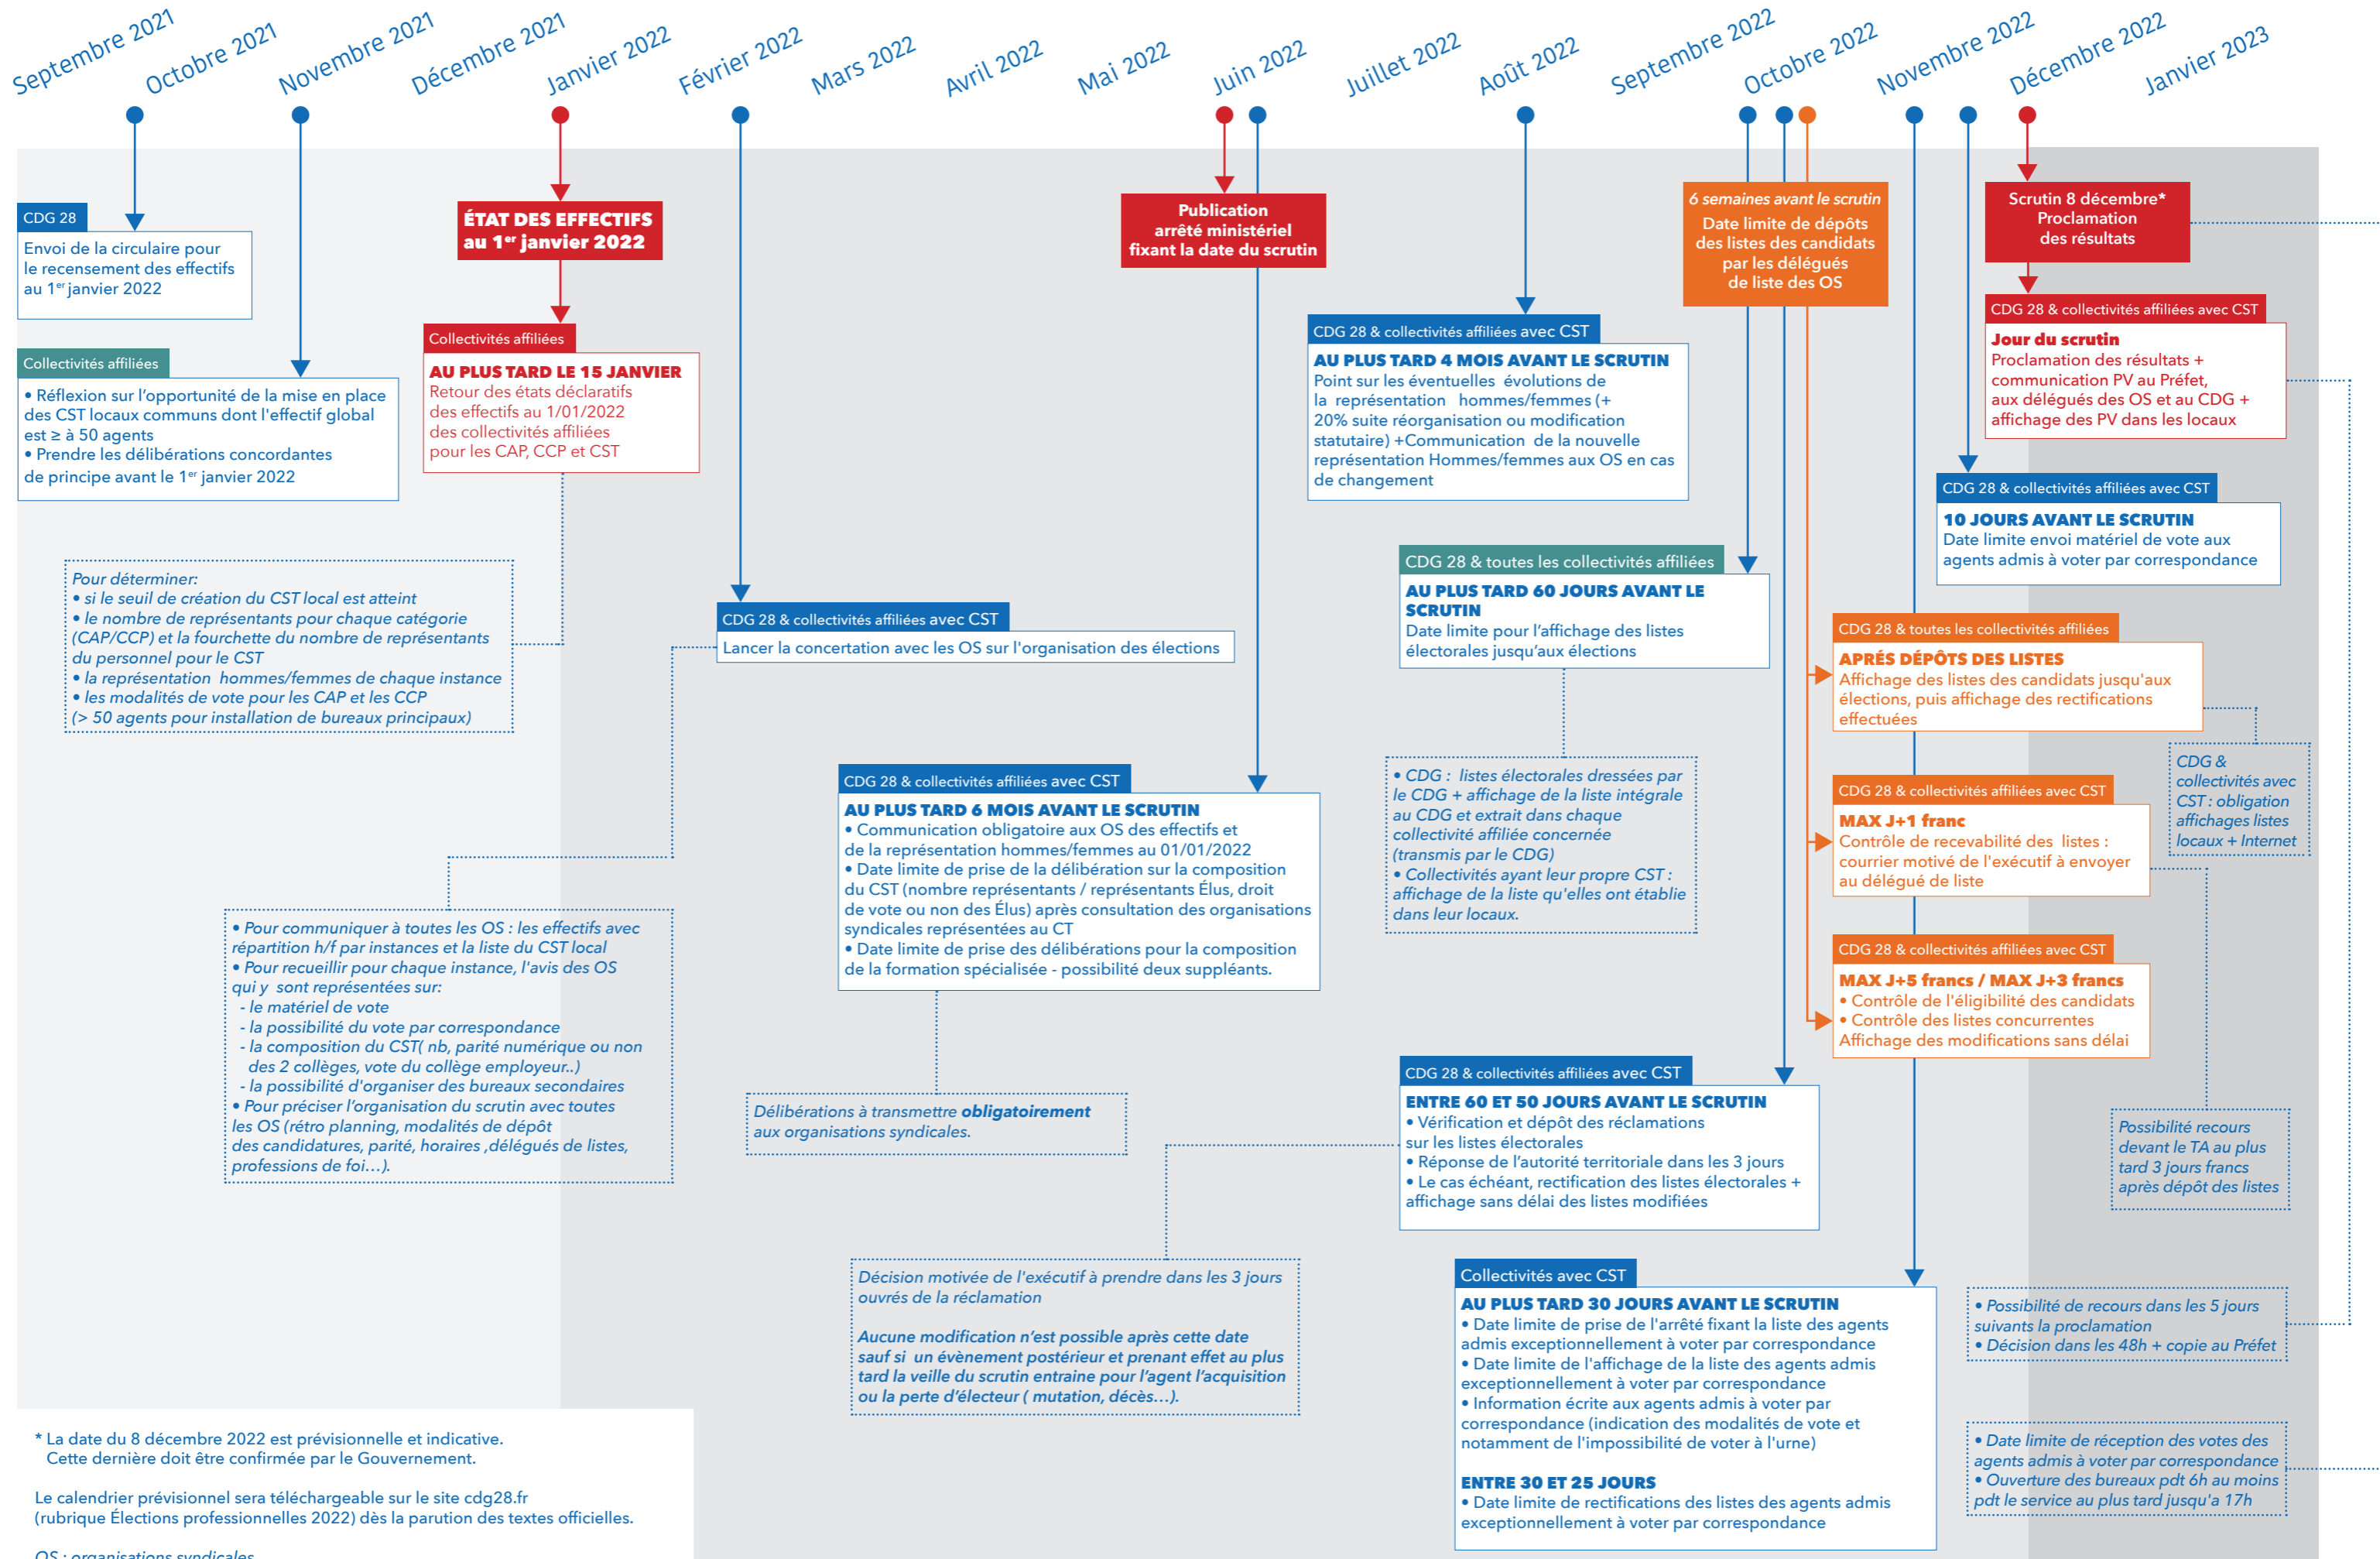 Septembre 2021
Octobre 2021
Novembre 2021
Décembre 2021
Janvier 2022
Février 2022
Mars 2022
Avril 2022
Mai 2022
Juin 2022
Juillet 2022
Août 2022
Septembre 2022
Octobre 2022
Novembre 2022
Décembre 2022
Janvier 2023
CDG 28
Envoi de la circulaire pour
le recensement des effectifs
au 1er janvier 2022
Collectivités affiliées
• Réflexion sur l’opportunité de la mise en place
des CST locaux communs dont l'effectif global
est ≥ à 50 agents
• Prendre les délibérations concordantes
de principe avant le 1er janvier 2022
ÉTAT DES EFFECTIFS
au 1er janvier 2022
Collectivités affiliées
AU PLUS TARD LE 15 JANVIER
Retour des états déclaratifs
des effectifs au 1/01/2022
des collectivités affiliées
pour les CAP, CCP et CST
Pour déterminer:
• si le seuil de création du CST local est atteint
• le nombre de représentants pour chaque catégorie
(CAP/CCP) et la fourchette du nombre de représentants
du personnel pour le CST
• la représentation hommes/femmes de chaque instance
• les modalités de vote pour les CAP et les CCP
(> 50 agents pour installation de bureaux principaux)
CDG 28 & collectivités affiliées avec CST
Lancer la concertation avec les OS sur l'organisation des élections
• Pour communiquer à toutes les OS : les effectifs avec
répartition h/f par instances et la liste du CST local
• Pour recueillir pour chaque instance, l'avis des OS
qui y sont représentées sur:
- le matériel de vote
- la possibilité du vote par correspondance
- la composition du CST( nb, parité numérique ou non
des 2 collèges, vote du collège employeur..)
- la possibilité d'organiser des bureaux secondaires
• Pour préciser l’organisation du scrutin avec toutes
les OS (rétro planning, modalités de dépôt
des candidatures, parité, horaires ,délégués de listes,
professions de foi…).
Publication
arrêté ministériel
fixant la date du scrutin
CDG 28 & collectivités affiliées avec CST
AU PLUS TARD 6 MOIS AVANT LE SCRUTIN
• Communication obligatoire aux OS des effectifs et
de la représentation hommes/femmes au 01/01/2022
• Date limite de prise de la délibération sur la composition
du CST (nombre représentants / représentants Élus, droit
de vote ou non des Élus) après consultation des organisations
syndicales représentées au CT
• Date limite de prise des délibérations pour la composition
de la formation spécialisée - possibilité deux suppléants.
Délibérations à transmettre obligatoirement
aux organisations syndicales.
CDG 28 & collectivités affiliées avec CST
AU PLUS TARD 4 MOIS AVANT LE SCRUTIN
Point sur les éventuelles évolutions de
la représentation hommes/femmes (+
20% suite réorganisation ou modification
statutaire) +Communication de la nouvelle
représentation Hommes/femmes aux OS en cas
de changement
CDG 28 & toutes les collectivités affiliées
AU PLUS TARD 60 JOURS AVANT LE
SCRUTIN
Date limite pour l’affichage des listes
électorales jusqu’aux élections
• CDG : listes électorales dressées par
le CDG + affichage de la liste intégrale
au CDG et extrait dans chaque
collectivité affiliée concernée
(transmis par le CDG)
• Collectivités ayant leur propre CST :
affichage de la liste qu'elles ont établie
dans leur locaux.
CDG 28 & collectivités affiliées avec CST
ENTRE 60 ET 50 JOURS AVANT LE SCRUTIN
• Vérification et dépôt des réclamations
sur les listes électorales
• Réponse de l’autorité territoriale dans les 3 jours
• Le cas échéant, rectification des listes électorales +
affichage sans délai des listes modifiées
Décision motivée de l'exécutif à prendre dans les 3 jours
ouvrés de la réclamation
Aucune modification n’est possible après cette date
sauf si un évènement postérieur et prenant effet au plus
tard la veille du scrutin entraine pour l’agent l’acquisition
ou la perte d’électeur ( mutation, décès…).
6 semaines avant le scrutin
Date limite de dépôts
des listes des candidats
par les délégués
de liste des OS
CDG 28 & toutes les collectivités affiliées
APRÉS DÉPÔTS DES LISTES
Affichage des listes des candidats jusqu'aux
élections, puis affichage des rectifications
effectuées
CDG &
collectivités avec
CST : obligation
affichages listes
locaux + Internet
CDG 28 & collectivités affiliées avec CST
MAX J+1 franc
Contrôle de recevabilité des listes :
courrier motivé de l'exécutif à envoyer
au délégué de liste
CDG 28 & collectivités affiliées avec CST
MAX J+5 francs / MAX J+3 francs
• Contrôle de l'éligibilité des candidats
• Contrôle des listes concurrentes
Affichage des modifications sans délai
Possibilité recours
devant le TA au plus
tard 3 jours francs
après dépôt des listes
Collectivités avec CST
AU PLUS TARD 30 JOURS AVANT LE SCRUTIN
• Date limite de prise de l'arrêté fixant la liste des agents
admis exceptionnellement à voter par correspondance
• Date limite de l'affichage de la liste des agents admis
exceptionnellement à voter par correspondance
• Information écrite aux agents admis à voter par
correspondance (indication des modalités de vote et
notamment de l'impossibilité de voter à l'urne)
ENTRE 30 ET 25 JOURS
• Date limite de rectifications des listes des agents admis
exceptionnellement à voter par correspondance
CDG 28 & collectivités affiliées avec CST
10 JOURS AVANT LE SCRUTIN
Date limite envoi matériel de vote aux
agents admis à voter par correspondance
Scrutin 8 décembre*
Proclamation
des résultats
CDG 28 & collectivités affiliées avec CST
Jour du scrutin
Proclamation des résultats +
communication PV au Préfet,
aux délégués des OS et au CDG +
affichage des PV dans les locaux
• Possibilité de recours dans les 5 jours
suivants la proclamation
• Décision dans les 48h + copie au Préfet
• Date limite de réception des votes des
agents admis à voter par correspondance
• Ouverture des bureaux pdt 6h au moins
pdt le service au plus tard jusqu'a 17h
* La date du 8 décembre 2022 est prévisionnelle et indicative.
Cette dernière doit être confirmée par le Gouvernement.
Le calendrier prévisionnel sera téléchargeable sur le site cdg28.fr
(rubrique Élections professionnelles 2022) dès la parution des textes officielles.
OS : organisations syndicales